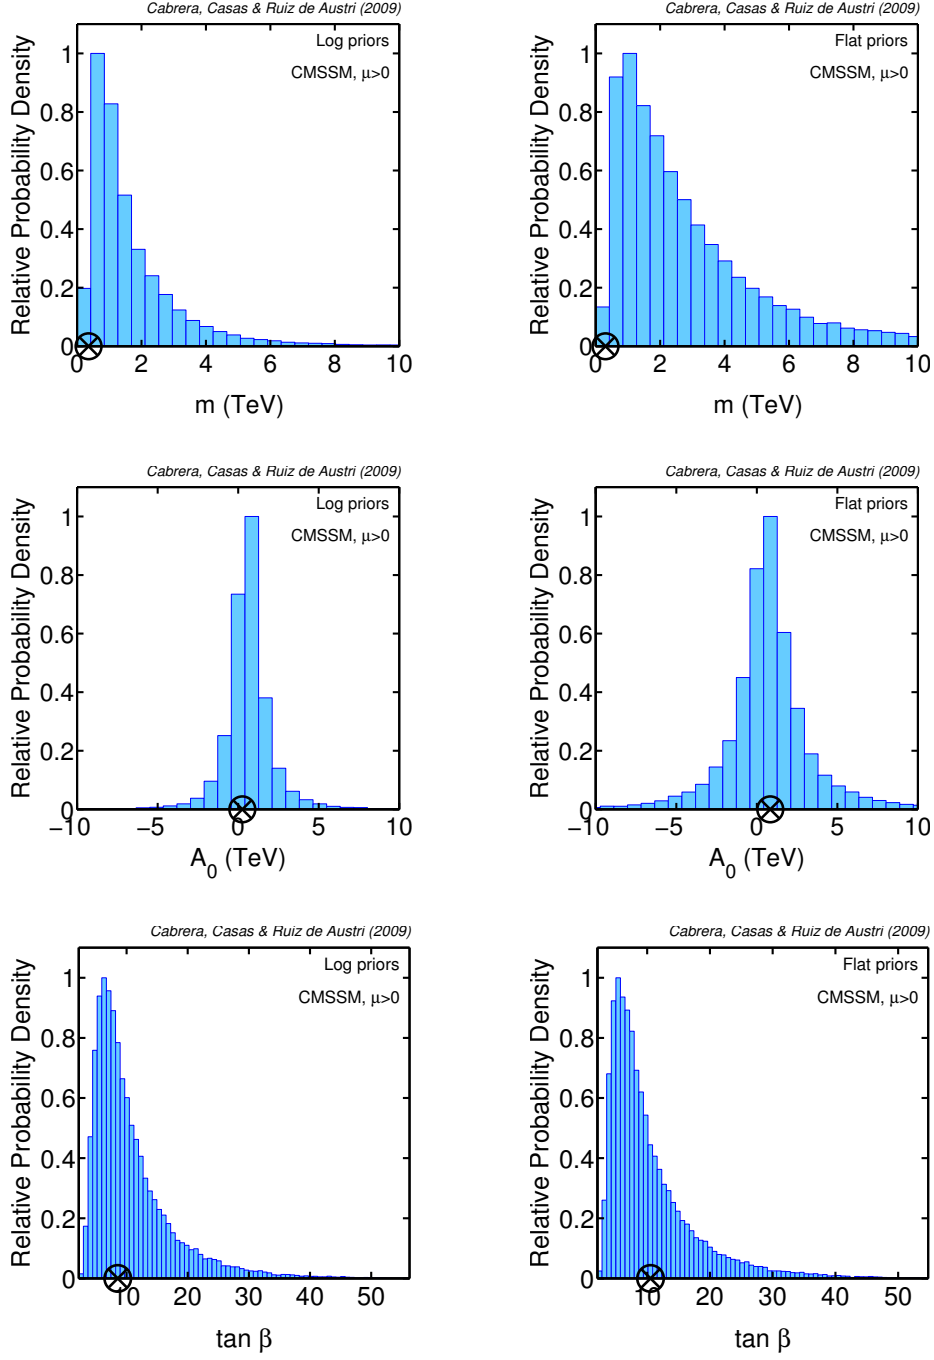 Cabrera, Casas & Ruiz de Austri (2009)
Log priors
CMSSM, μ>0
Relative Probability Density
1
0.8
0.6
0.4
0.2
0
0 2 4 6 8 10
m (TeV)
Cabrera, Casas & Ruiz de Austri (2009)
Flat priors
CMSSM, μ>0
Relative Probability Density
1
0.8
0.6
0.4
0.2
0
0 2 4 6 8 10
m (TeV)
Cabrera, Casas & Ruiz de Austri (2009)
Log priors
CMSSM, μ>0
Relative Probability Density
1
0.8
0.6
0.4
0.2
0
−10 −5 0 5 10
A_0 (TeV)
Cabrera, Casas & Ruiz de Austri (2009)
Flat priors
CMSSM, μ>0
Relative Probability Density
1
0.8
0.6
0.4
0.2
0
−10 −5 0 5 10
A_0 (TeV)
Cabrera, Casas & Ruiz de Austri (2009)
Log priors
CMSSM, μ>0
Relative Probability Density
1
0.8
0.6
0.4
0.2
0
10 20 30 40 50
tan β
Cabrera, Casas & Ruiz de Austri (2009)
Flat priors
CMSSM, μ>0
Relative Probability Density
1
0.8
0.6
0.4
0.2
0
10 20 30 40 50
tan β